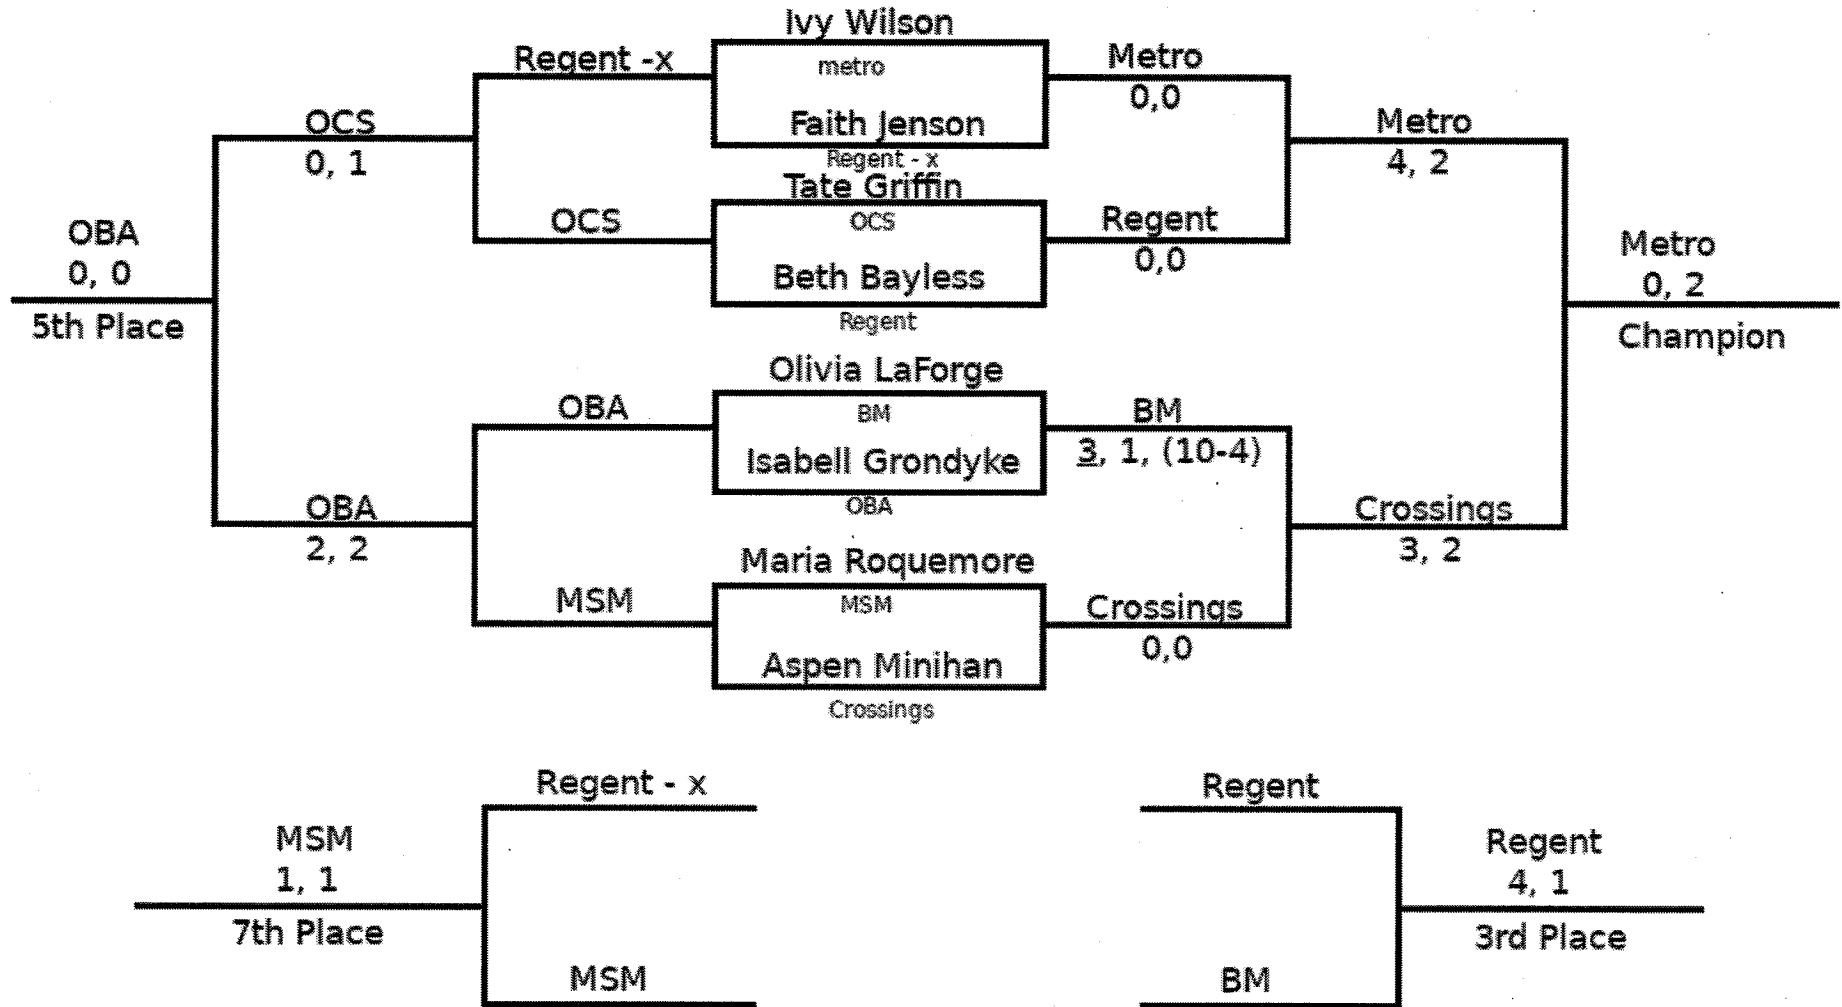 Ivy Wilson
Regent -x
metro
Metro
0,0
Faith Jenson
OCS
0, 1
Metro
4, 2
Regent - x
Tate Griffin
OCS
OCS
Regent
0,0
OBA
0, 0
5th Place
Beth Bayless
Regent
Metro
0, 2
Champion
Olivia LaForge
OBA
BM
BM
3, 1, (10-4)
Isabell Grondyke
OBA
OBA
2, 2
Crossings
3, 2
Maria Roquemore
MSM
MSM
Crossings
0,0
Aspen Minihan
Crossings
Regent - x
Regent
MSM
1, 1
7th Place
Regent
4, 1
3rd Place
MSM
BM